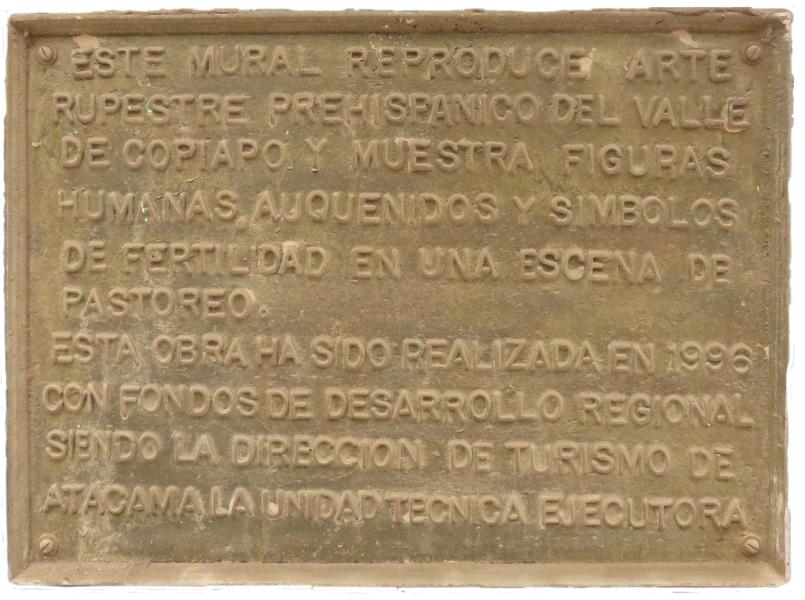 ESTE MURAL REPRODUCE ARTE
RUPESTRE PREHISPANICO DEL VALLE
DE COPIAPO Y MUESTRA FIGURAS
HUMANAS, AUQUENIDOS Y SIMBOLOS
DE FERTILIDAD EN UNA ESCENA DE
PASTOREO.
ESTA OBRA HA SIDO REALIZADA EN 1996
CON FONDOS DE DESARROLLO REGIONAL
SIENDO LA DIRECCION DE TURISMO DE
ATACAMA LA UNIDAD TECNICA EJECUTORA